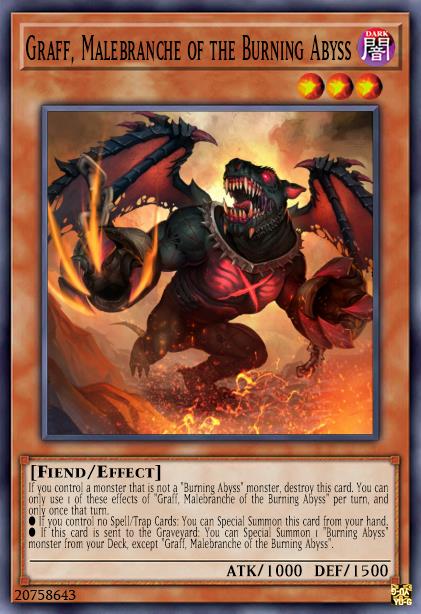 Graff, Malebranche of the Burning Abyss
DARK
闇
[Fiend/Effect]
If you control a monster that is not a "Burning Abyss" monster, destroy this card. You can
only use 1 of these effects of "Graff, Malebranche of the Burning Abyss" per turn, and
only once that turn.
● If you control no Spell/Trap Cards: You can Special Summon this card from your hand.
● If this card is sent to the Graveyard: You can Special Summon 1 "Burning Abyss"
monster from your Deck, except "Graff, Malebranche of the Burning Abyss".
ATK/1000 DEF/1500
20758643